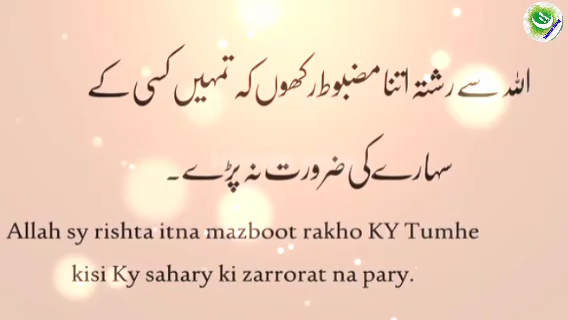 اللہ سے رشتہ اتنا مضبوط رکھوں کہ تمہیں کسی کے
سہارے کی ضرورت نہ پڑے۔
Allah sy rishta itna mazboot rakho KY Tumhe
kisi Ky sahary ki zarrorat na pary.